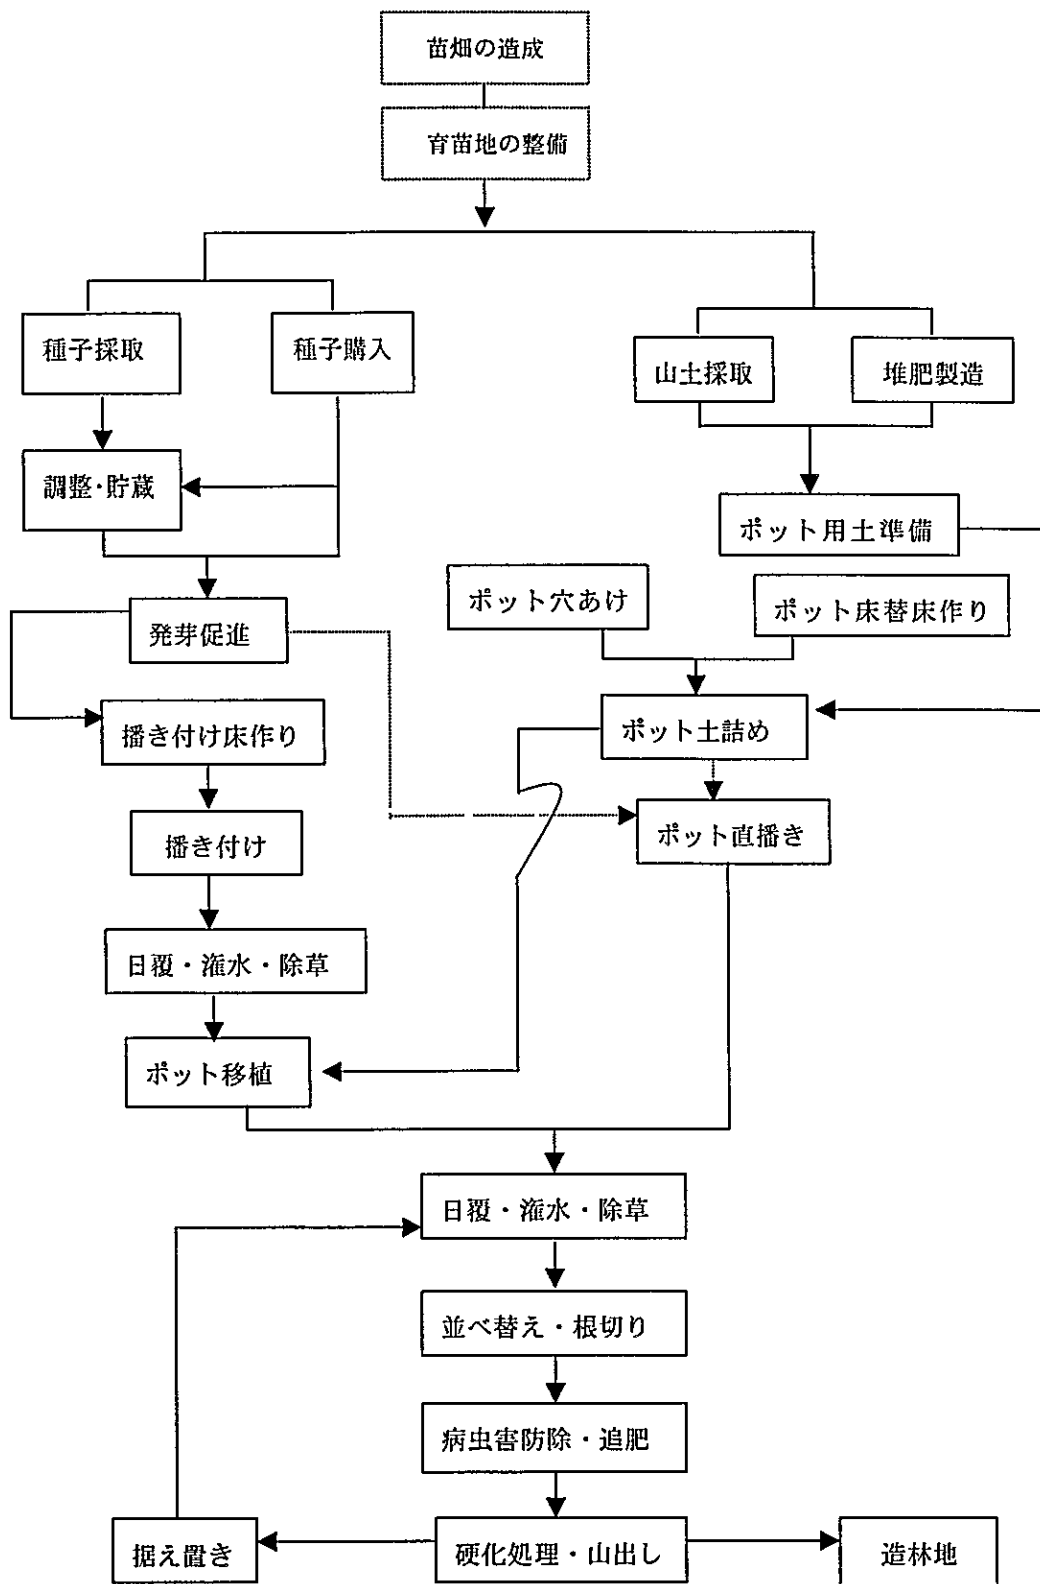 苗畑の造成
育苗地の整備
種子採取
種子購入
山土採取
堆肥製造
調整・貯蔵
ポット用土準備
ポット穴あけ
ポット床替床作り
発芽促進
播き付け床作り
ポット土詰め
播き付け
ポット直播き
日覆・潅水・除草
ポット移植
日覆・潅水・除草
並べ替え・根切り
病虫害防除・追肥
据え置き
硬化処理・山出し
造林地